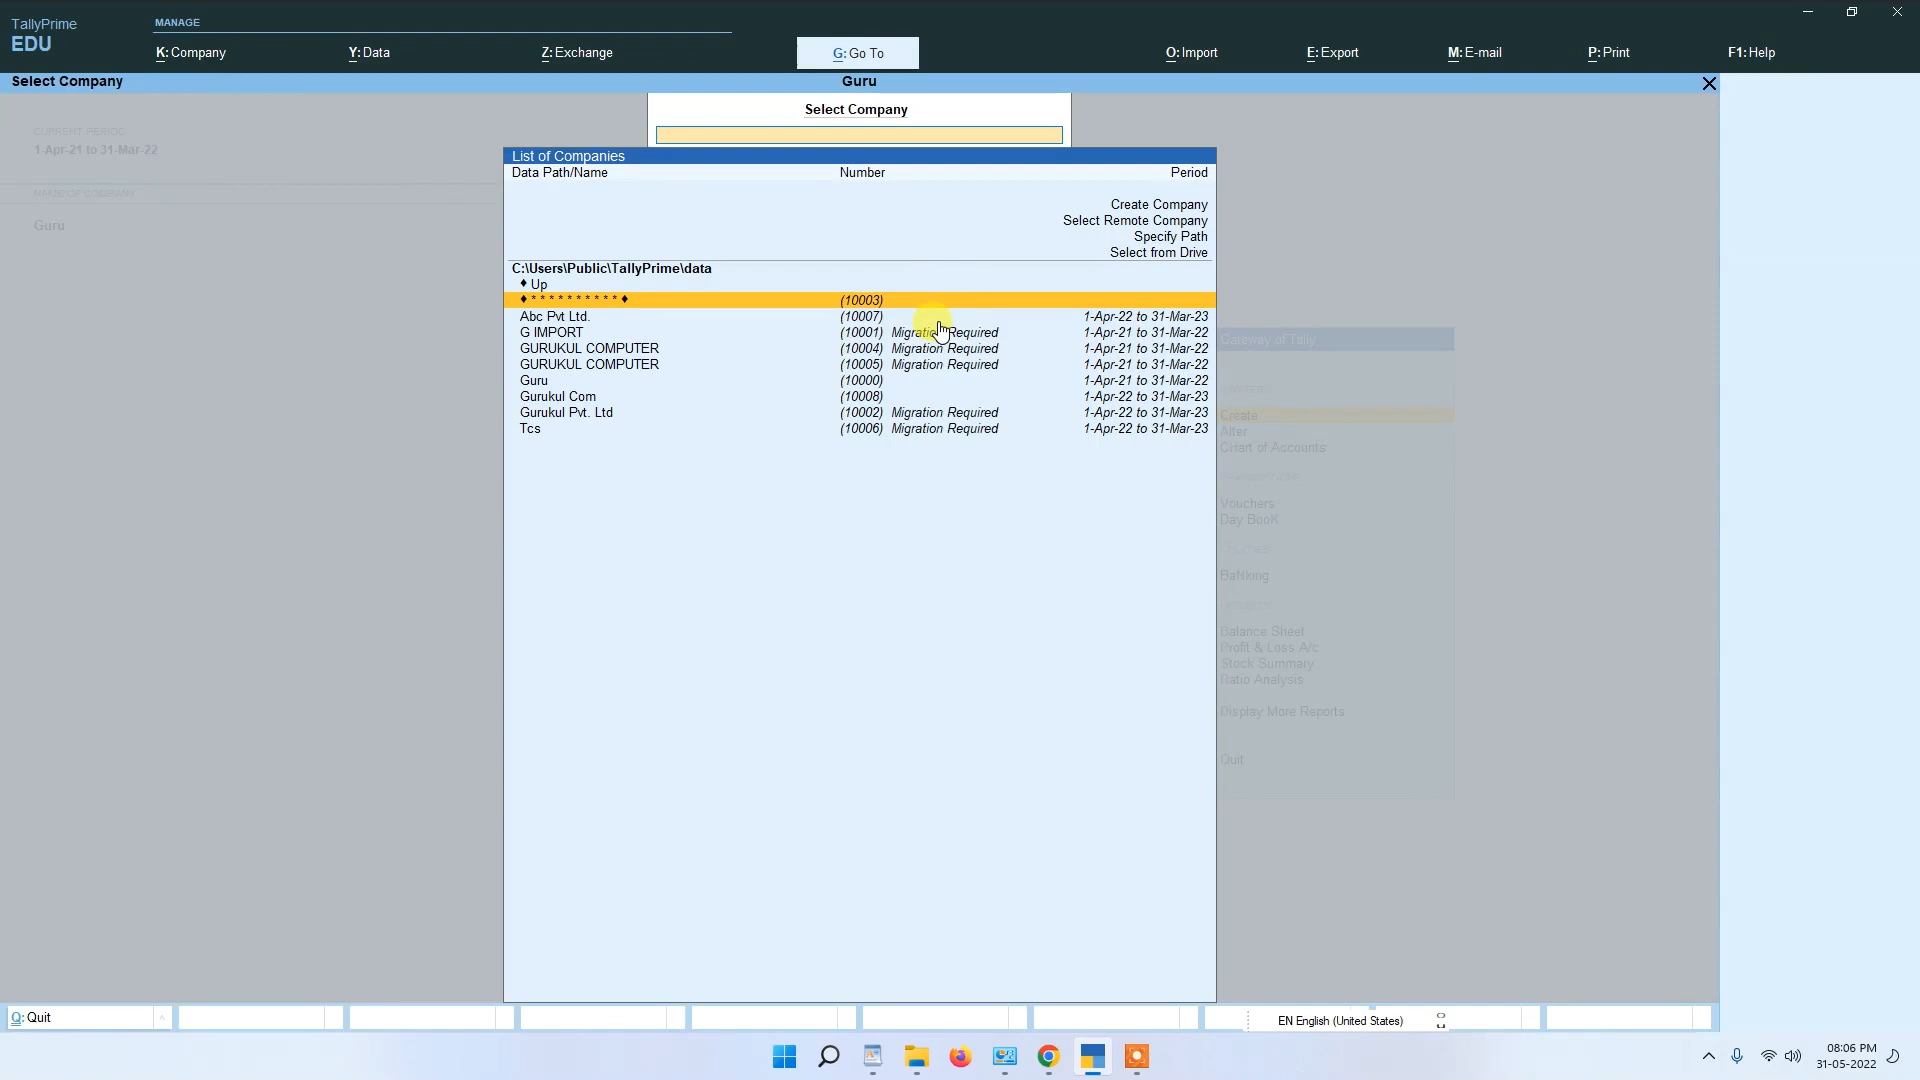 TallyPrime
EDU
MANAGE
K: Company
Y: Data
Z: Exchange
G: Go To
O: Import
E: Export
M: E-mail
P: Print
F1: Help
Select Company
Guru
Select Company
CURRENT PERIOD
1-Apr-21 to 31-Mar-22
NAME OF COMPANY
Guru
List of Companies
Data Path/Name Number Period
Create Company
Select Remote Company
Specify Path
Select from Drive
C:\Users\Public\TallyPrime\data
♦ Up
♦ * * * * * * * * * * ♦ (10003)
Abc Pvt Ltd. (10007) 1-Apr-22 to 31-Mar-23
G IMPORT (10001) Migration Required 1-Apr-21 to 31-Mar-22
GURUKUL COMPUTER (10004) Migration Required 1-Apr-21 to 31-Mar-22
GURUKUL COMPUTER (10005) Migration Required 1-Apr-21 to 31-Mar-22
Guru (10000) 1-Apr-21 to 31-Mar-22
Gurukul Com (10008) 1-Apr-22 to 31-Mar-23
Gurukul Pvt. Ltd (10002) Migration Required 1-Apr-22 to 31-Mar-23
Tcs (10006) Migration Required 1-Apr-22 to 31-Mar-23
Gateway of Tally
Create
Alter
CHart of Accounts
Vouchers
Day BooK
BaNking
Balance Sheet
Profit & Loss A/c
Stock Summary
Ratio Analysis
Display More Reports
Quit
Q: Quit
EN English (United States)
08:06 PM
31-05-2022